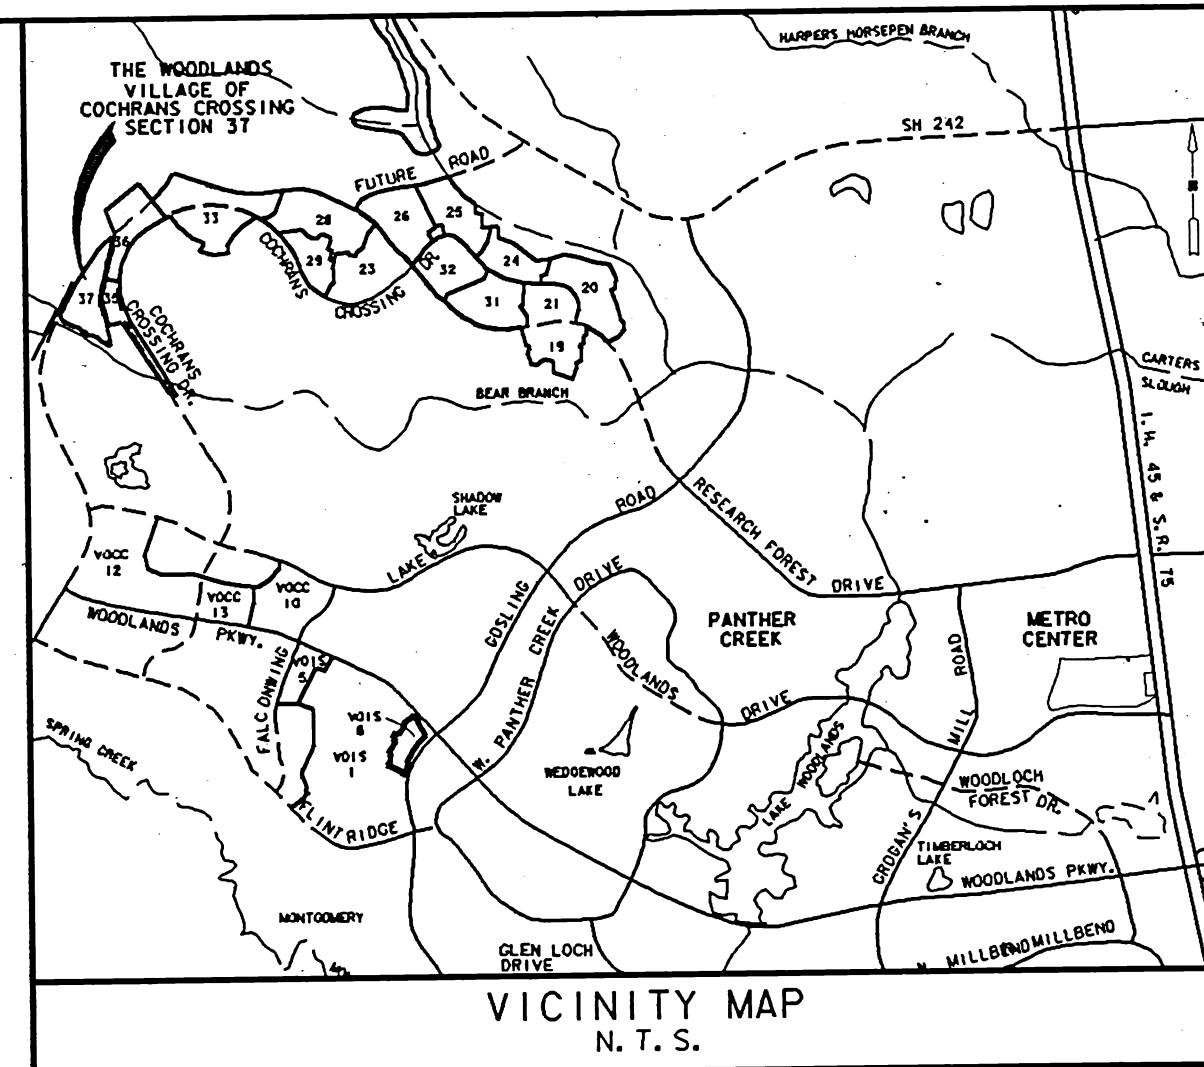 HARPERS HORSEPEN BRANCH
THE WOODLANDS
VILLAGE OF
COCHRANS CROSSING
SECTION 37
SH 242
FUTURE ROAD
33
28
26
25
36
29
23
DR.
32
24
37
35
COCHRANS
CROSSING
31
21
20
19
COCHRANS
CROSSING DR.
CARTERS
SLOUGH
BEAR BRANCH
I.H. 45 & S.R. 75
SHADOW
LAKE
ROAD
RESEARCH FOREST DRIVE
VOCC
12
LAKE
VOCC
13
VOCC
10
GOSLING
W. PANTHER CREEK DRIVE
WOODLANDS PKWY.
PANTHER
CREEK
METRO
CENTER
WOODLANDS DRIVE
ROAD
MILL
CROGAN'S
FALCONWING
VOIS
5
VOIS
8
VOIS
1
SPRING CREEK
WEDGEWOOD
LAKE
LAKE WOODLANDS
WOODLOCH
FOREST DR.
FLINTRIDGE
TIMBERLOCH
LAKE
WOODLANDS PKWY.
MONTGOMERY
GLEN LOCH
DRIVE
N MILLBEND MILLBEND
VICINITY MAP
N. T. S.